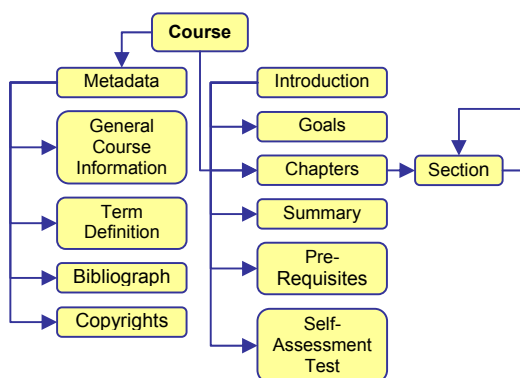 Course
Metadata
General
Course
Information
Term
Definition
Bibliograph
Copyrights
Introduction
Goals
Chapters
Summary
Pre-
Requisites
Self-
Assessment
Test
Section